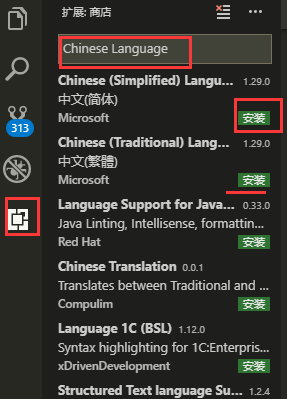 扩展: 商店
Chinese Language
Chinese (Simplified) Langu... 1.29.0
中文(简体)
Microsoft 安装
Chinese (Traditional) Lang... 1.29.0
中文(繁體)
Microsoft 安装
313
Language Support for Java... 0.33.0
Java Linting, Intellisense, formattin...
Red Hat 安装
Chinese Translation 0.0.1
Translates between Traditional and ...
Compulim 安装
Language 1C (BSL) 1.12.0
Syntax highlighting for 1C:Enterpris...
xDrivenDevelopment 安装
Structured Text language Su... 1.2.4